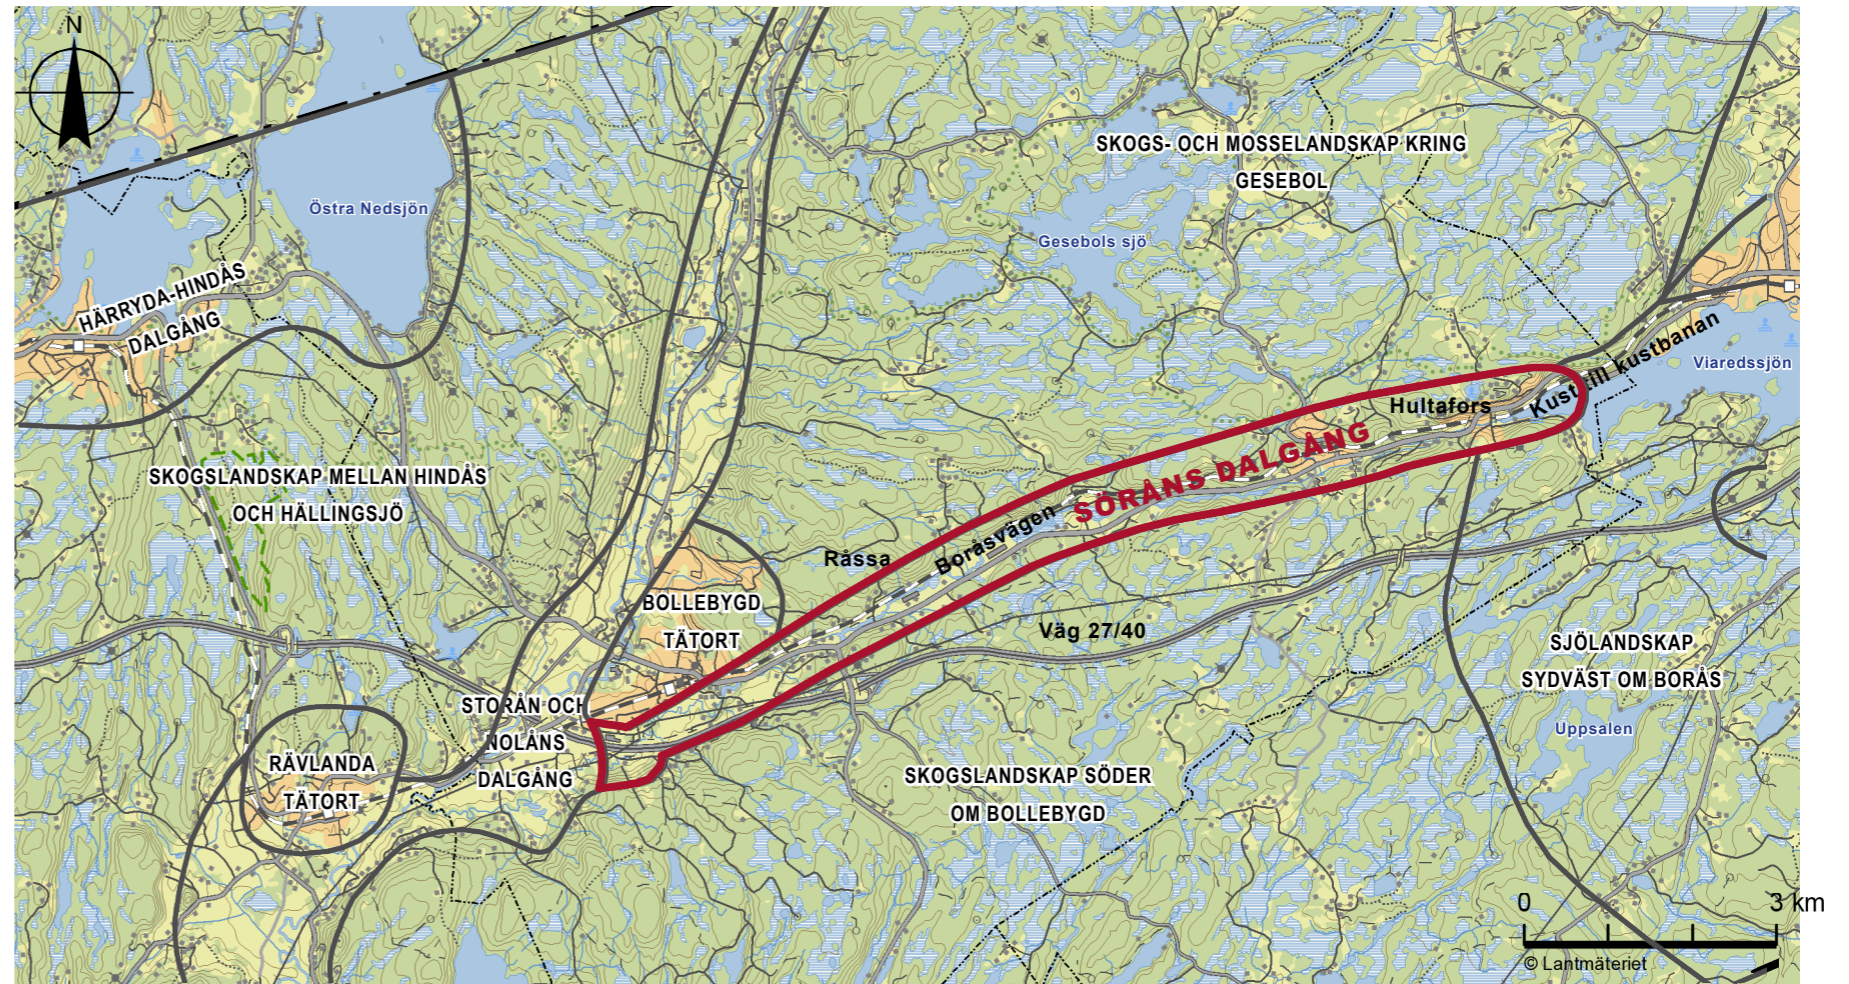 N
SKOGS- OCH MOSSELANDSKAP KRING
GESEBOL
Östra Nedsjön
Gesebols sjö
HÄRRYDA-HINDÅS
DALGÅNG
Kust till kustbanan
Viaredssjön
Hultafors
SÖRÅNS DALGÅNG
SKOGSLANDSKAP MELLAN HINDÅS
OCH HÄLLINGSJÖ
Boråsvägen
Råssa
BOLLEBYGD
TÄTORT
Väg 27/40
SJÖLANDSKAP
SYDVÄST OM BORÅS
STORÅN OCH
NOLÅNS
DALGÅNG
Uppsalen
RÄVLANDA
TÄTORT
SKOGSLANDSKAP SÖDER
OM BOLLEBYGD
0 3 km
© Lantmäteriet